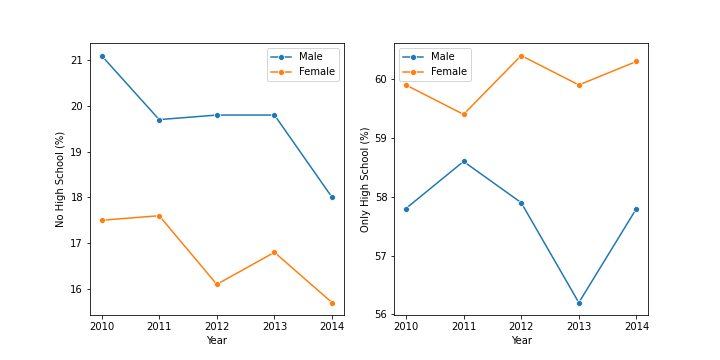 Male
Female
21
20
19
18
17
16
No High School (%)
2010
2011
2012
2013
2014
Year
Male
Female
60
59
58
57
56
Only High School (%)
2010
2011
2012
2013
2014
Year